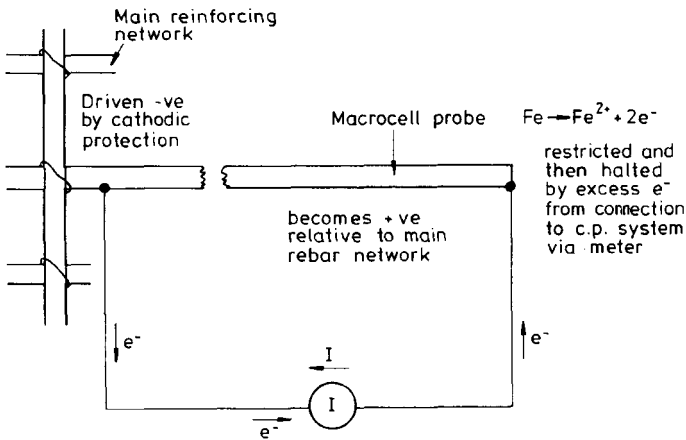 Main reinforcing
network
Driven -ve
by cathodic
protection
Macrocell probe
Fe→Fe²⁺ + 2e⁻
restricted and
then halted
by excess e⁻
from connection
to c.p. system
via meter
becomes +ve
relative to main
rebar network
e⁻
I
e⁻
I
e⁻